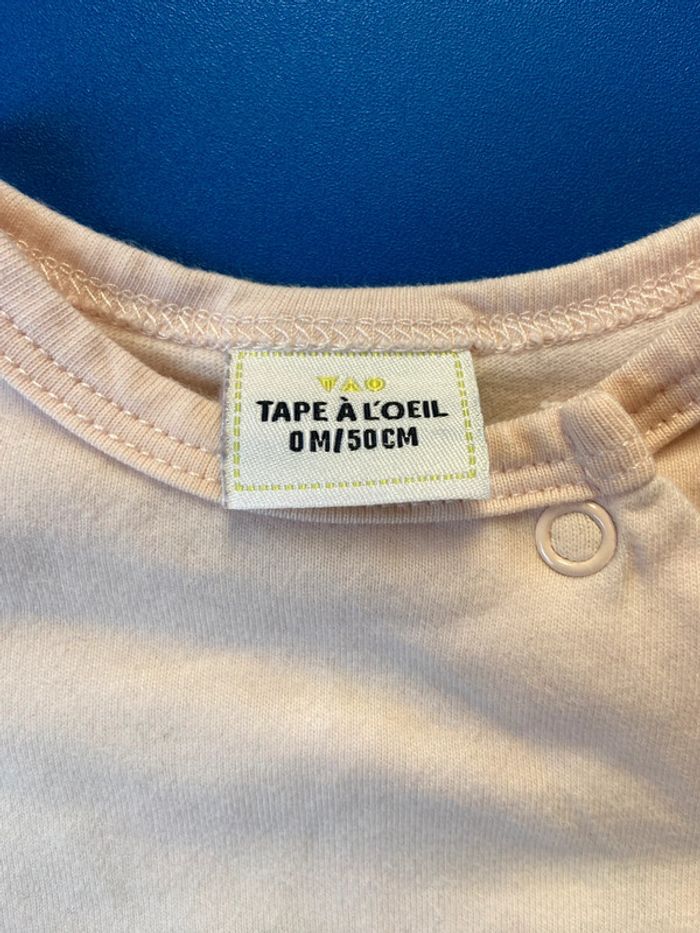 TAO
TAPE À L'OEIL
0M/50CM